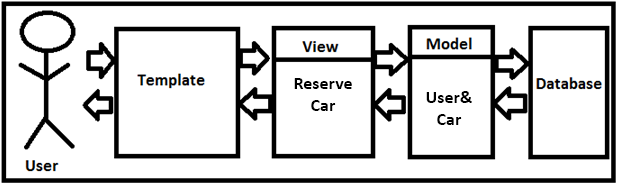 User
Template
View
Reserve
Car
Model
User&
Car
Database